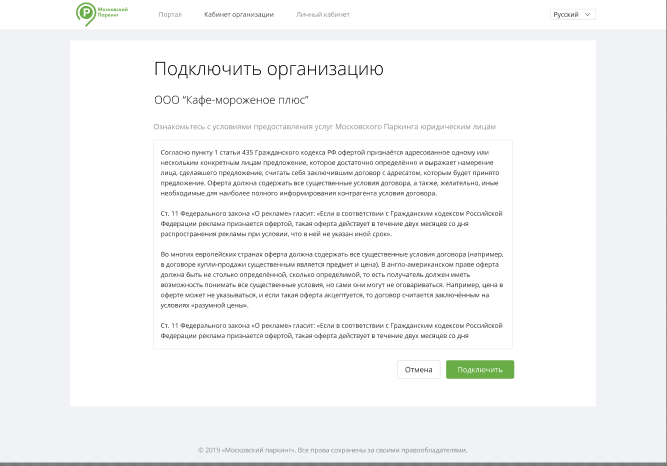 Московский
Паркинг
Портал
Кабинет организации
Личный кабинет
Русский
Подключить организацию
ООО "Кафе-мороженое плюс"
Ознакомьтесь с условиями предоставления услуг Московского Паркинга юридическим лицам
Согласно пункту 1 статьи 435 Гражданского кодекса РФ офертой признаётся адресованное одному или
нескольким конкретным лицам предложение, которое достаточно определённо и выражает намерение
лица, сделавшего предложение, считать себя заключившим договор с адресатом, которым будет принято
предложение. Оферта должна содержать все существенные условия договора, а также, желательно, иные
необходимые для наиболее полного информирования контрагента условия договора.
Ст. 11 Федерального закона «О рекламе» гласит: «Если в соответствии с Гражданским кодексом Российской
Федерации реклама признается офертой, такая оферта действует в течение двух месяцев со дня
распространения рекламы при условии, что в ней не указан иной срок».
Во многих европейских странах оферта должна содержать все существенные условия договора (например,
в договоре купли-продажи существенным является предмет и цена). В англо-американском праве оферта
должна быть не столько определённой, сколько определимой, то есть получатель должен иметь
возможность понимать все существенные условия, но сами они могут не оговариваться. Например, цена в
оферте может не указываться, и если такая оферта акцептуется, то договор считается заключённым на
условиях «разумной цены».
Ст. 11 Федерального закона «О рекламе» гласит: «Если в соответствии с Гражданским кодексом Российской
Федерации реклама признается офертой, такая оферта действует в течение двух месяцев со дня
Отмена
Подключить
© 2019 «Московский паркинг». Все права сохранены за своими правообладателями.